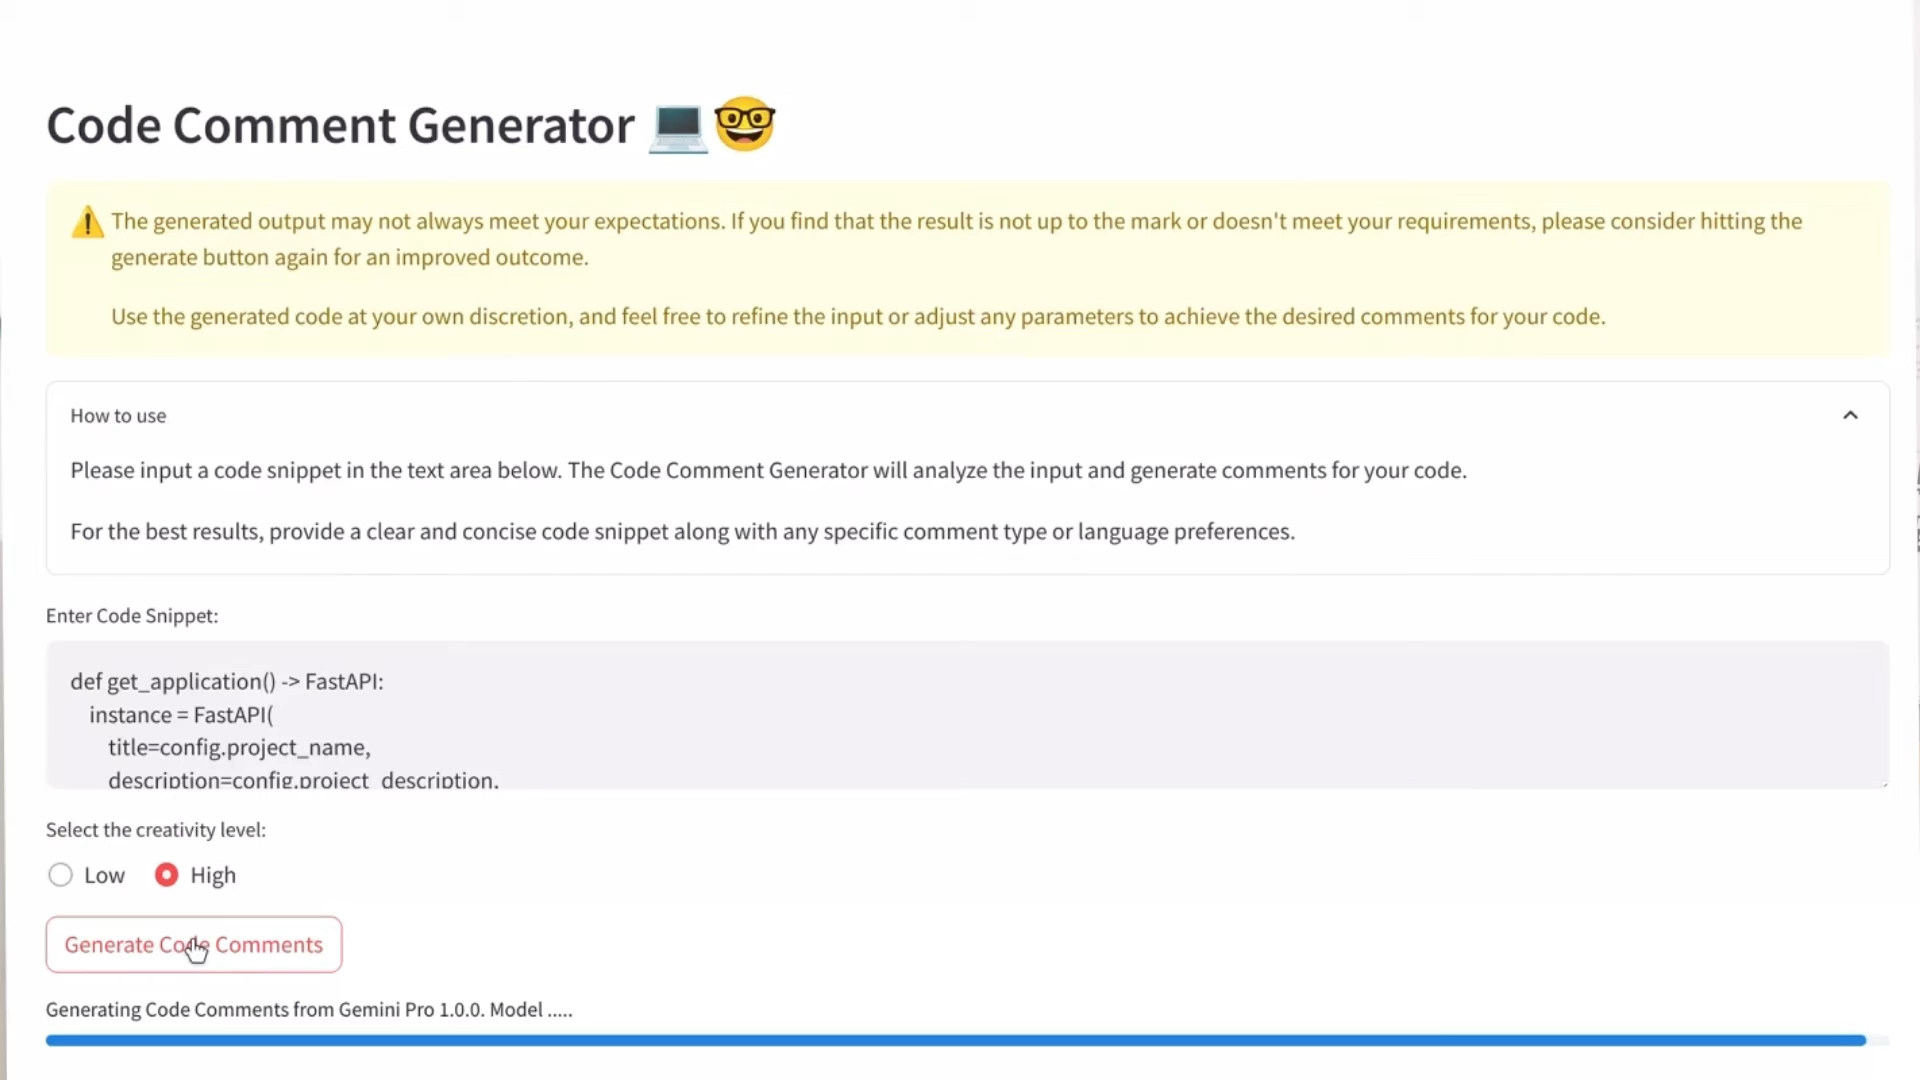 Code Comment Generator 💻🤓
⚠️ The generated output may not always meet your expectations. If you find that the result is not up to the mark or doesn't meet your requirements, please consider hitting the
generate button again for an improved outcome.
Use the generated code at your own discretion, and feel free to refine the input or adjust any parameters to achieve the desired comments for your code.
How to use
Please input a code snippet in the text area below. The Code Comment Generator will analyze the input and generate comments for your code.
For the best results, provide a clear and concise code snippet along with any specific comment type or language preferences.
Enter Code Snippet:
def get_application() -> FastAPI:
instance = FastAPI(
title=config.project_name,
description=config.project_description,
Select the creativity level:
Low High
Generate Code Comments
Generating Code Comments from Gemini Pro 1.0.0. Model .....